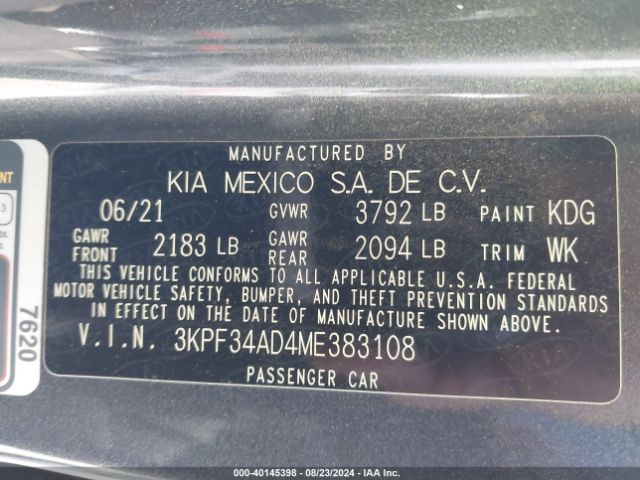 MANUFACTURED BY
KIA MEXICO S.A. DE C.V.
06/21 GVWR 3792 LB PAINT KDG
GAWR FRONT 2183 LB GAWR REAR 2094 LB TRIM WK
THIS VEHICLE CONFORMS TO ALL APPLICABLE U.S.A. FEDERAL
MOTOR VEHICLE SAFETY, BUMPER, AND THEFT PREVENTION STANDARDS
IN EFFECT ON THE DATE OF MANUFACTURE SHOWN ABOVE.
V.I.N. 3KPF34AD4ME383108
PASSENGER CAR
7620
3
000-40145398 - 08/23/2024 - IAA Inc.